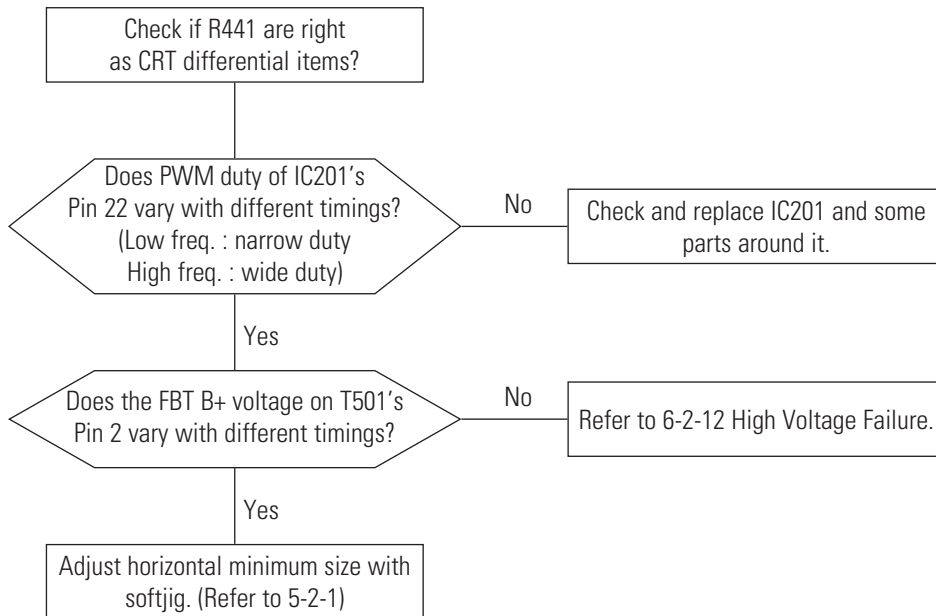 Check if R441 are right
as CRT differential items?
Does PWM duty of IC201's
Pin 22 vary with different timings?
(Low freq. : narrow duty
High freq. : wide duty)
No
Check and replace IC201 and some
parts around it.
Yes
Does the FBT B+ voltage on T501's
Pin 2 vary with different timings?
No
Refer to 6-2-12 High Voltage Failure.
Yes
Adjust horizontal minimum size with
softjig. (Refer to 5-2-1)